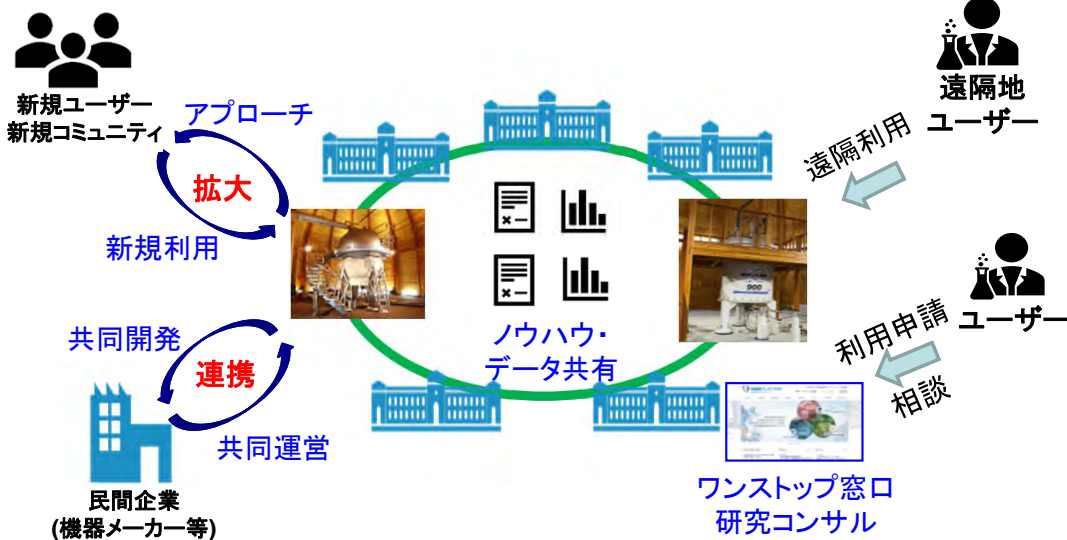 新規ユーザー
新規コミュニティ
アプローチ
拡大
新規利用
遠隔地
ユーザー
遠隔利用
900
ノウハウ・
データ共有
ユーザー
利用申請
相談
共同開発
連携
共同運営
民間企業
(機器メーカー等)
ワンストップ窓口
研究コンサル